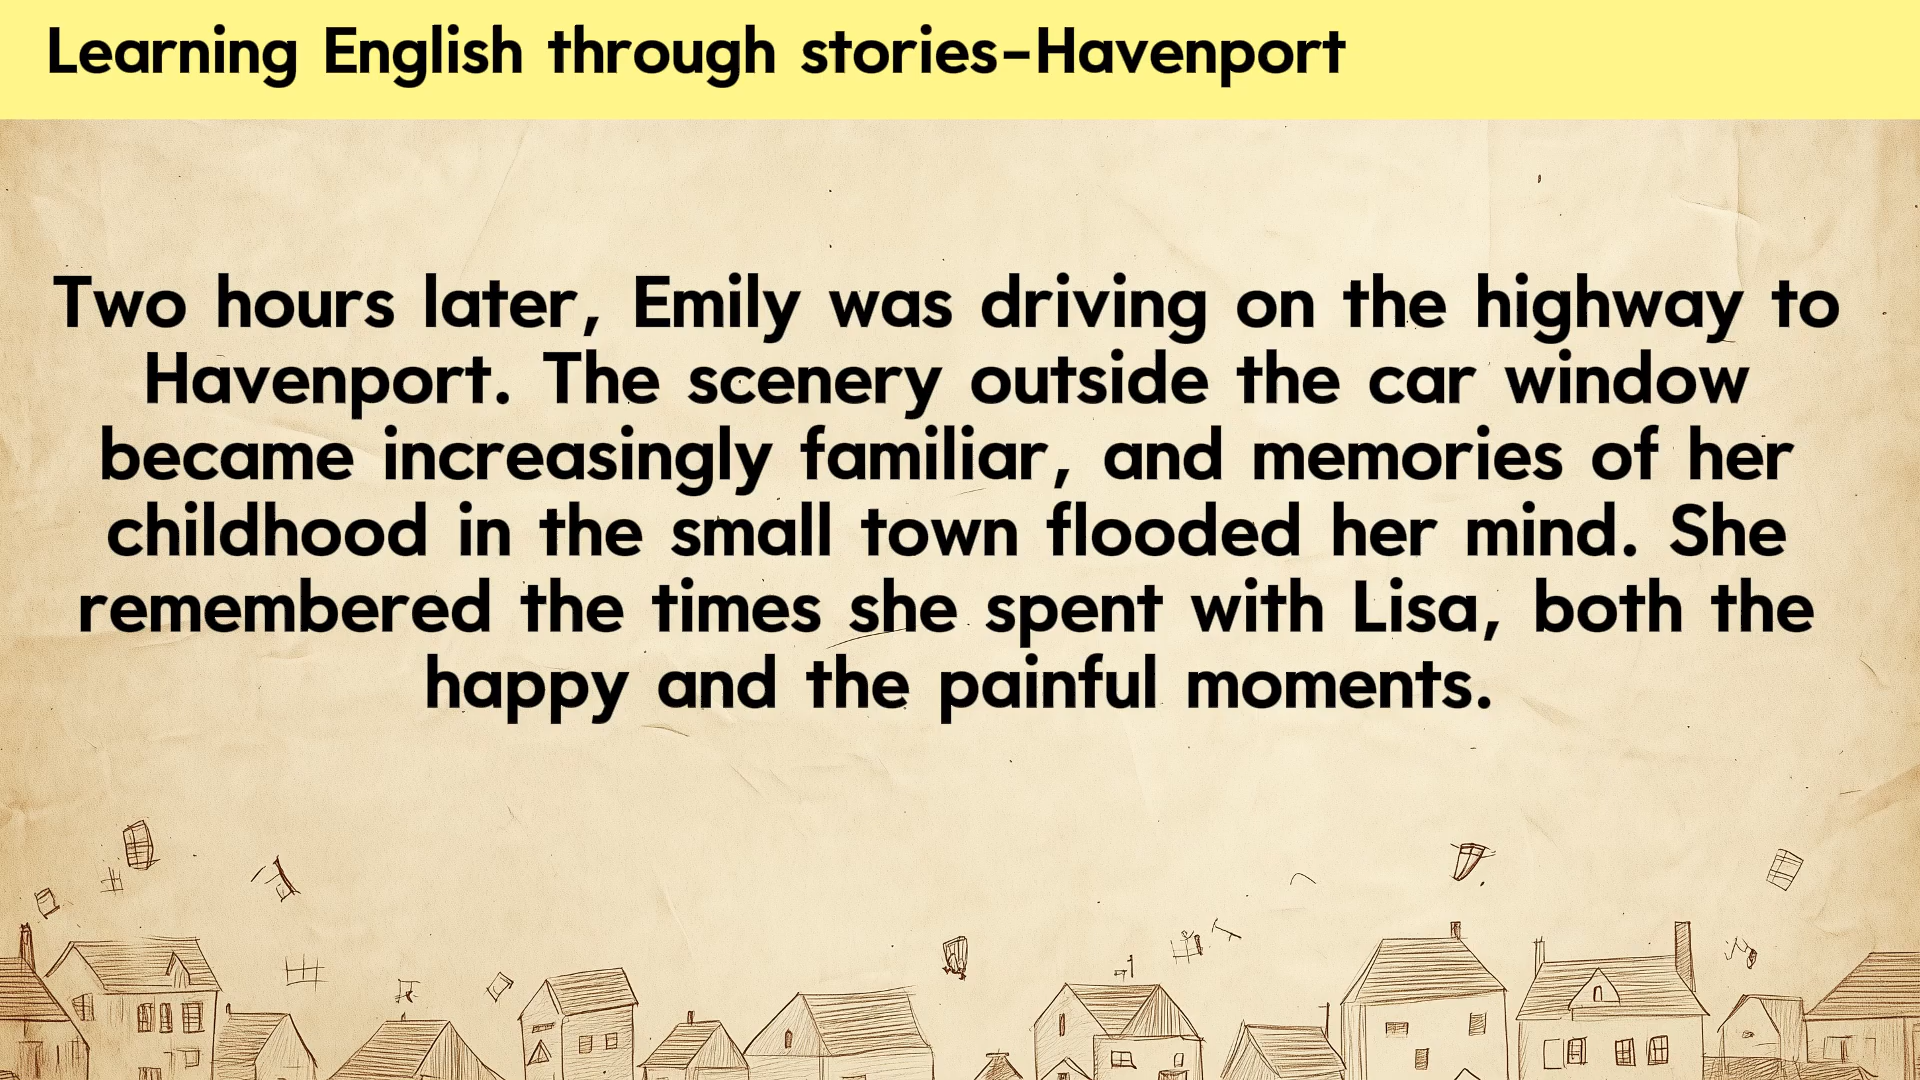 Learning English through stories-Havenport
Two hours later, Emily was driving on the highway to
Havenport. The scenery outside the car window
became increasingly familiar, and memories of her
childhood in the small town flooded her mind. She
remembered the times she spent with Lisa, both the
happy and the painful moments.